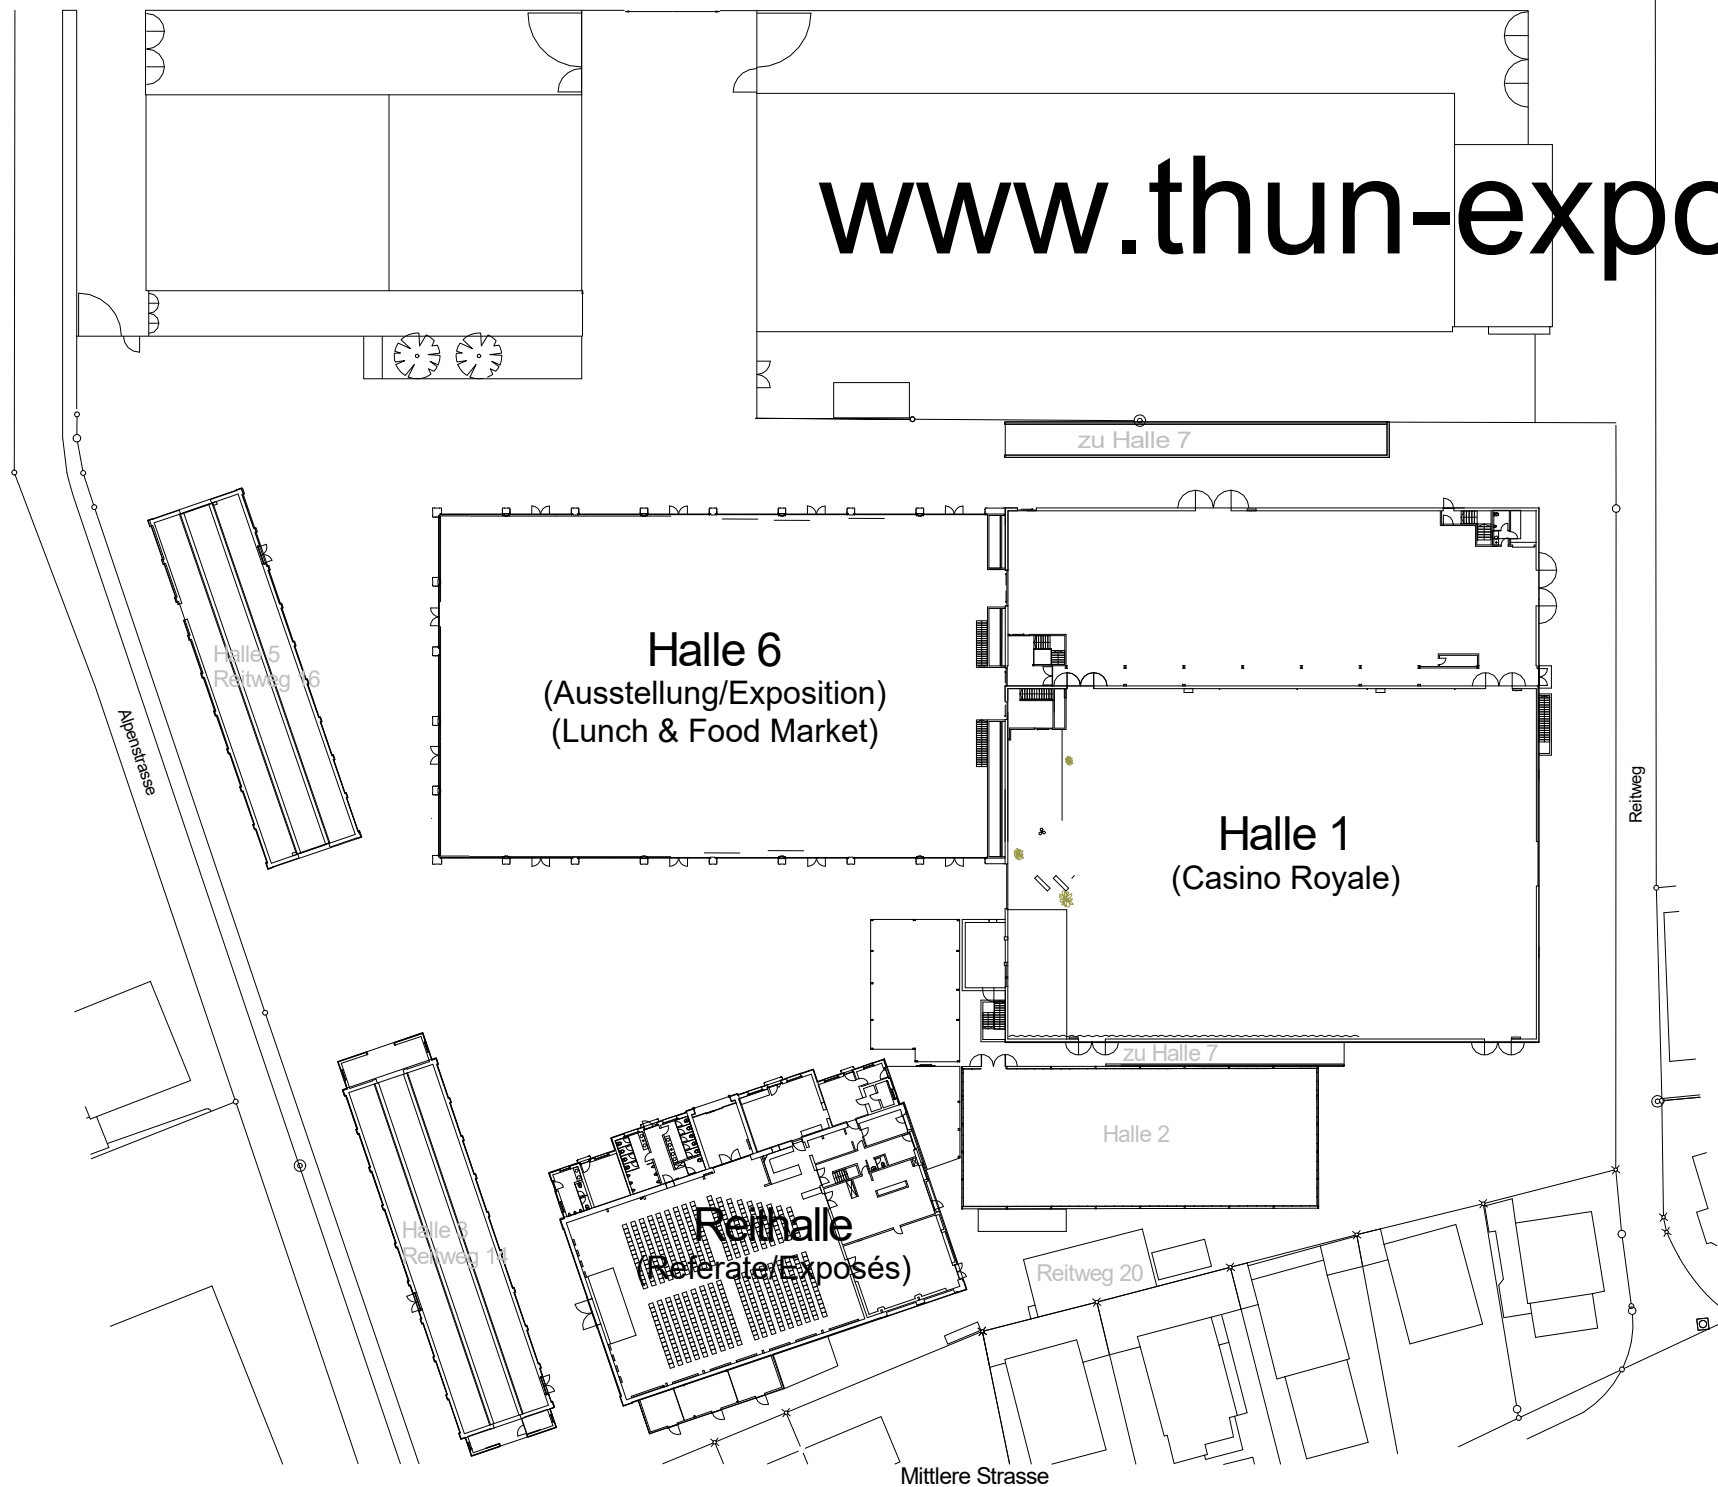 www.thun-expo
zu Halle 7
Halle 6
(Ausstellung/Exposition)
(Lunch & Food Market)
Halle 5
Reitweg 16
Alpenstrasse
Reitweg
Halle 1
(Casino Royale)
zu Halle 7
Halle 2
Reithalle
(Referate/Exposés)
Halle 3
Reitweg 14
Reitweg 20
Mittlere Strasse